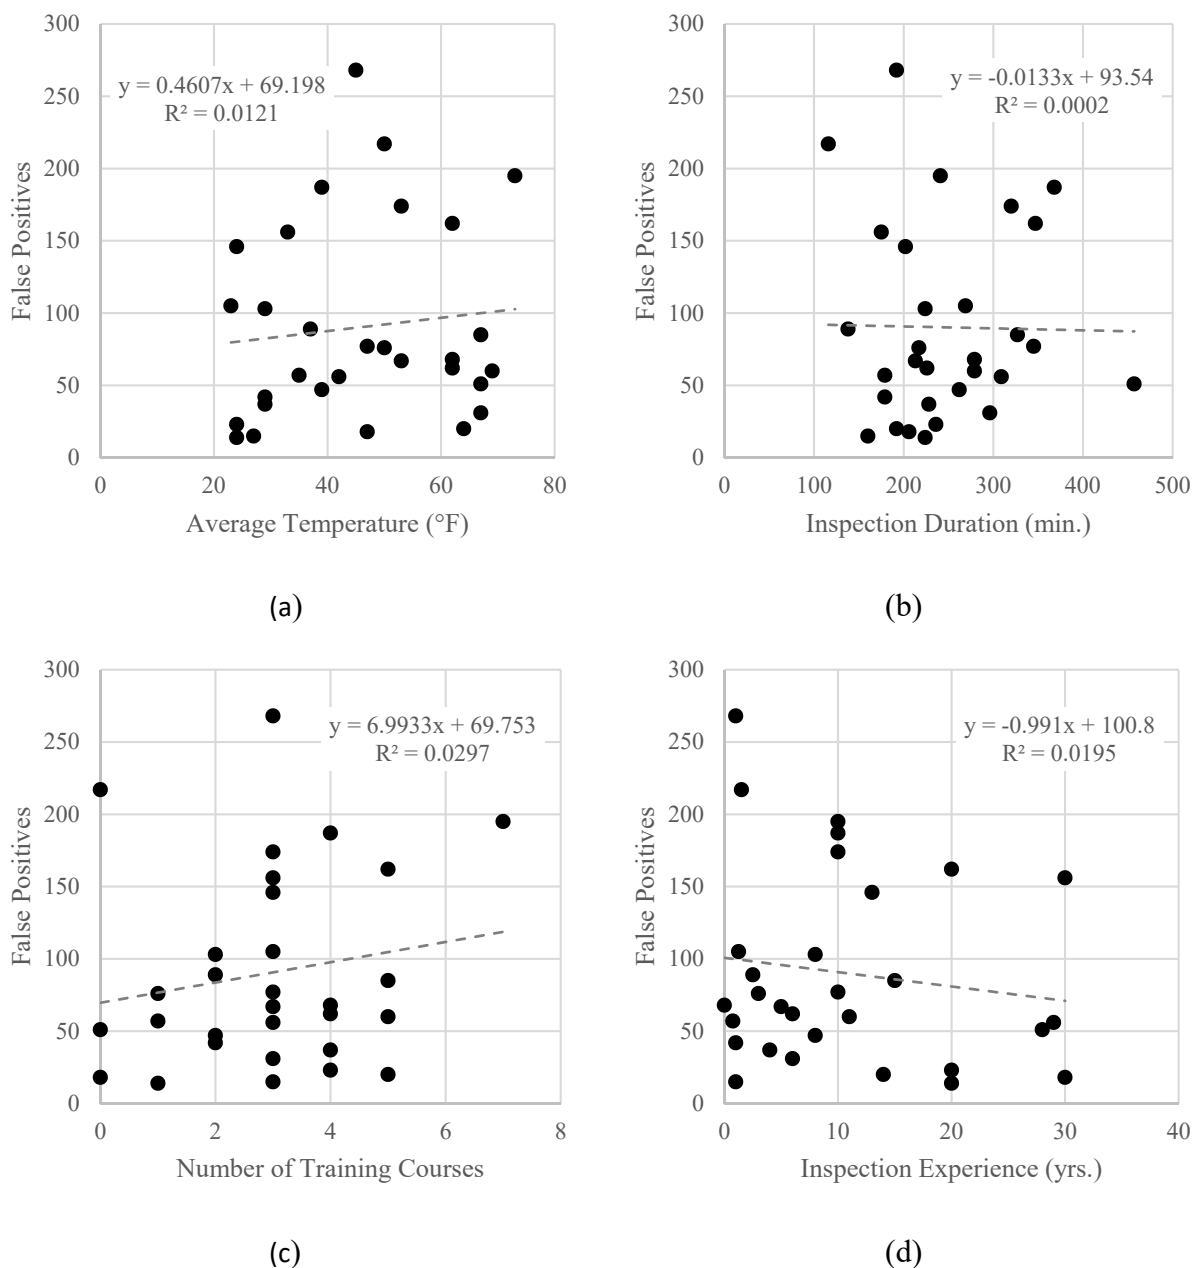 300
250
200
150
100
50
0
False Positives
y = 0.4607x + 69.198
R² = 0.0121
0 20 40 60 80
Average Temperature (°F)
(a)
300
250
200
150
100
50
0
False Positives
y = -0.0133x + 93.54
R² = 0.0002
0 100 200 300 400 500
Inspection Duration (min.)
(b)
300
250
200
150
100
50
0
False Positives
y = 6.9933x + 69.753
R² = 0.0297
0 2 4 6 8
Number of Training Courses
(c)
300
250
200
150
100
50
0
False Positives
y = -0.991x + 100.8
R² = 0.0195
0 10 20 30 40
Inspection Experience (yrs.)
(d)